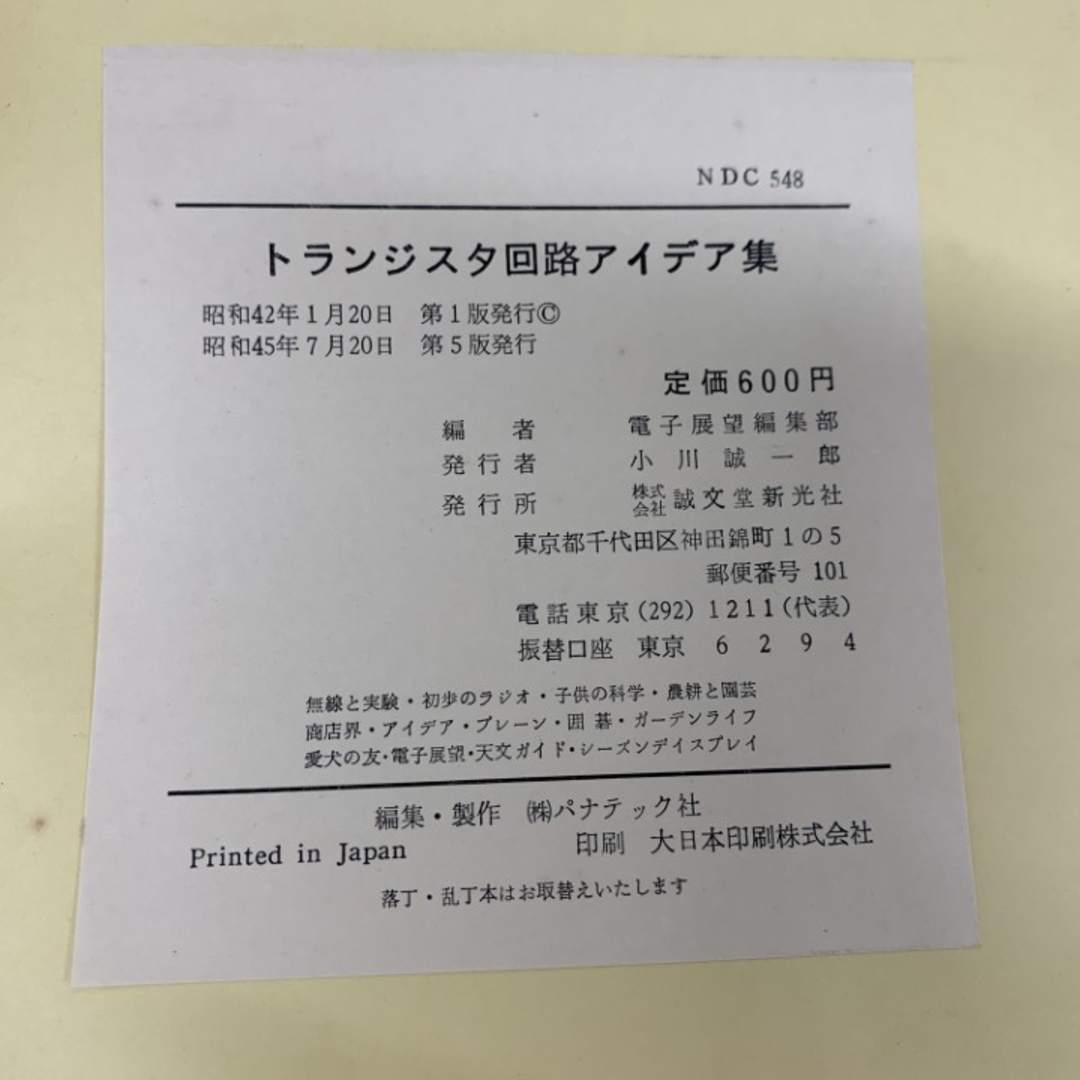 NDC 548
トランジスタ回路アイデア集
昭和42年1月20日 第1版発行©
昭和45年7月20日 第5版発行
定価600円
編者 電子展望編集部
発行者 小川誠一郎
発行所 株式会社 誠文堂新光社
東京都千代田区神田錦町1の5
郵便番号 101
電話東京(292) 1211(代表)
振替口座 東京 6294
無線と実験・初歩のラジオ・子供の科学・農耕と園芸
商店界・アイデア・ブレーン・囲碁・ガーデンライフ
愛犬の友・電子展望・天文ガイド・シーズンデイスプレイ
編集・製作 ㈱パナテック社
Printed in Japan 印刷 大日本印刷株式会社
落丁・乱丁本はお取替えいたします